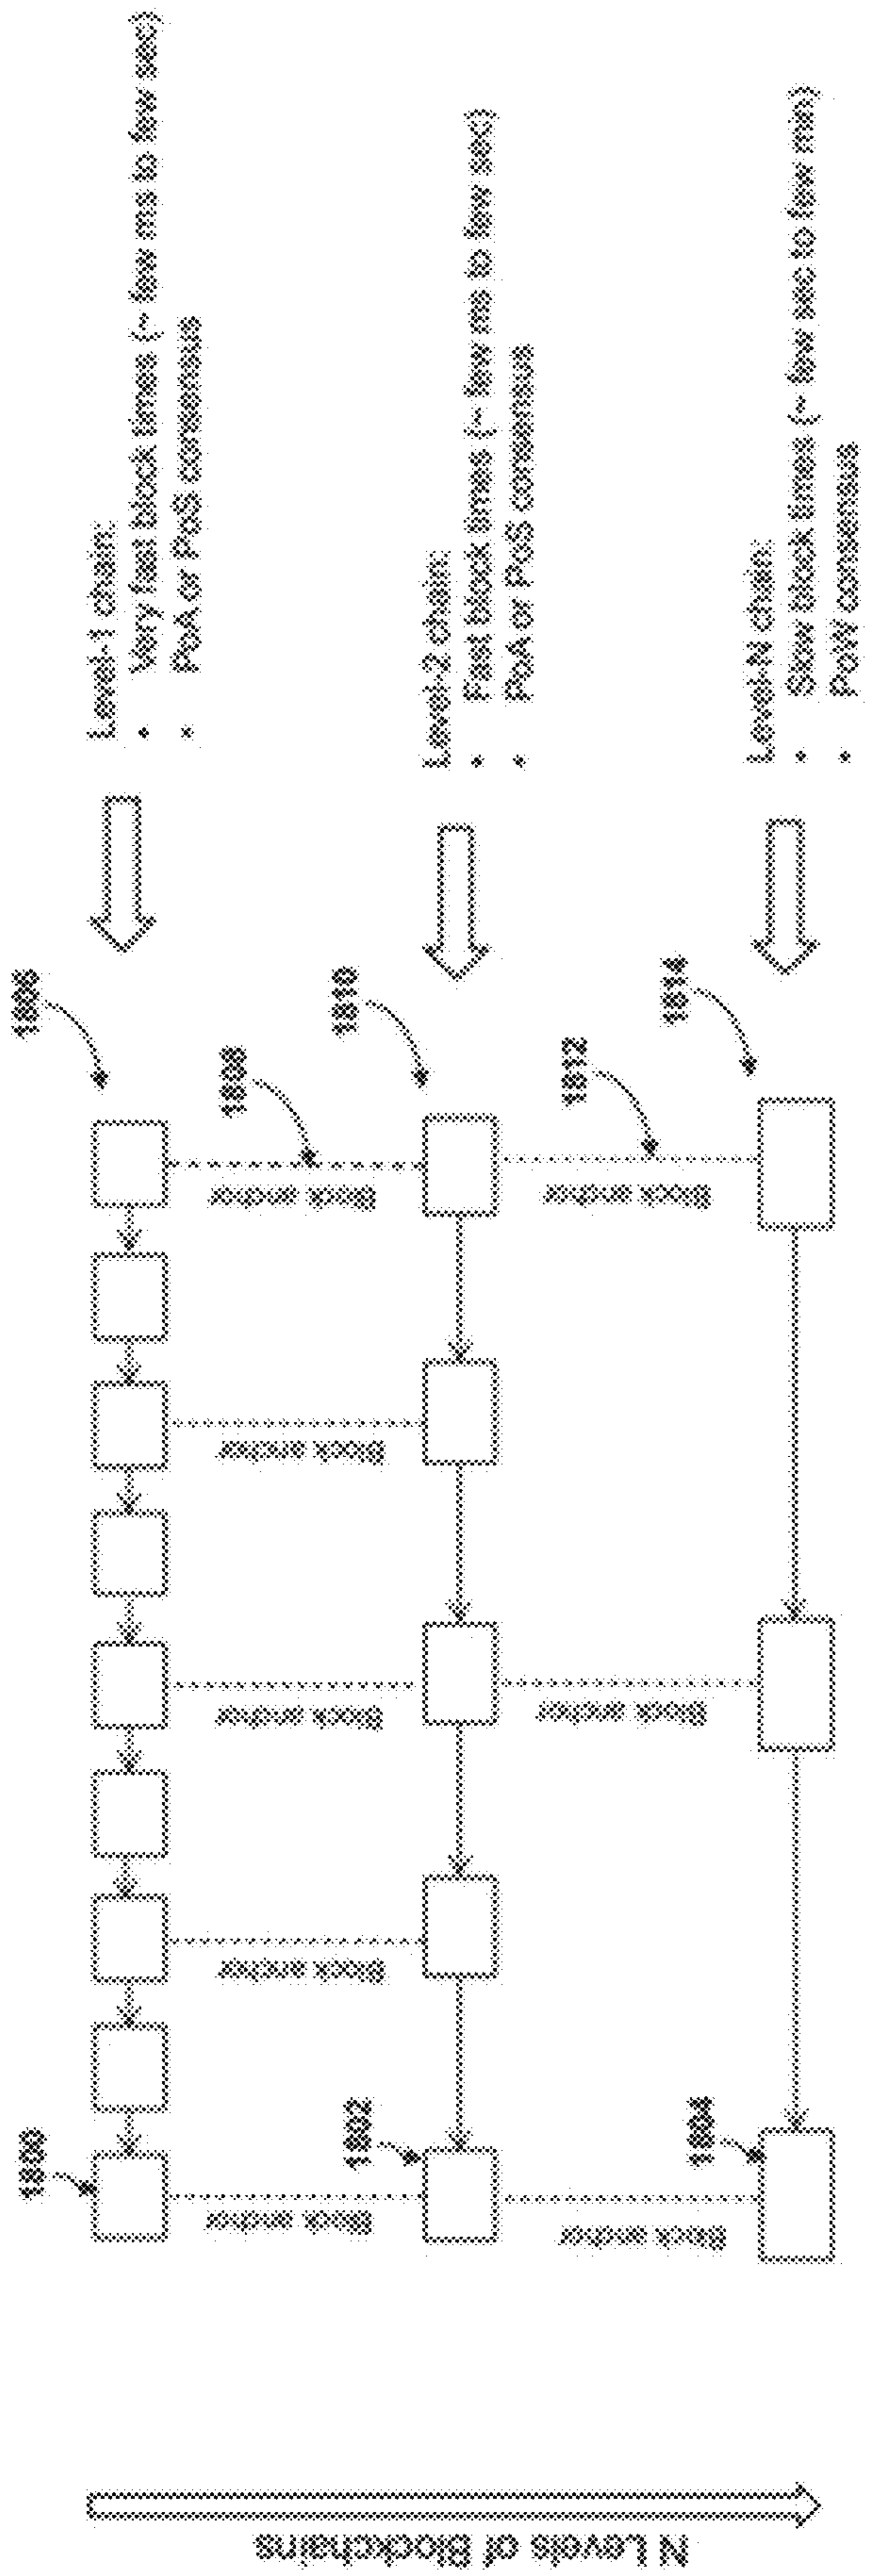 N Levels of Blockchains
1800
1802
1804
Block anchor
Block anchor
Block anchor
Block anchor
Block anchor
Block anchor
Block anchor
Block anchor
1806
1808
1810
1812
1814
Level-1 chain:
• Very fast block times (~ few ms to few sec)
• PoA or PoS consensus
Level-2 chain:
• Fast block times (~ few ms to few sec)
• PoA or PoS consensus
Level-N chain:
• Slow block times (~ few sec to few min)
• PoW consensus